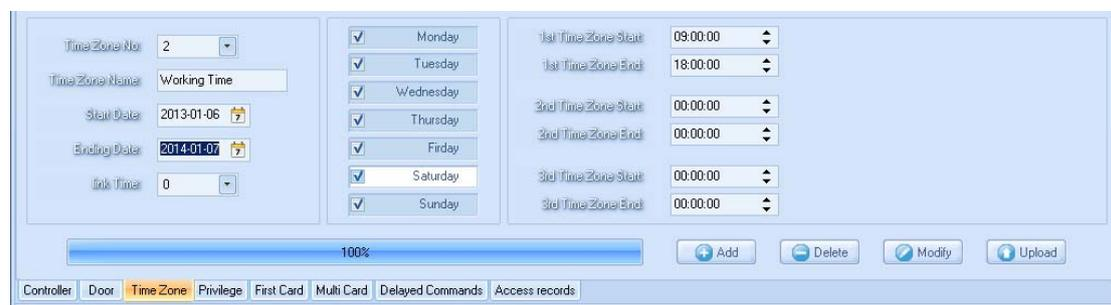 Time Zone No:
2
Time Zone Name:
Working Time
Start Date:
2013-01-06
Ending Date:
2014-01-07
link Time:
0
Monday
Tuesday
Wednesday
Thursday
Firday
Saturday
Sunday
1st Time Zone Start:
09:00:00
1st Time Zone End:
18:00:00
2nd Time Zone Start:
00:00:00
2nd Time Zone End:
00:00:00
3rd Time Zone Start:
00:00:00
3rd Time Zone End:
00:00:00
100%
Add
Delete
Modify
Upload
Controller Door Time Zone Privilege First Card Multi Card Delayed Commands Access records